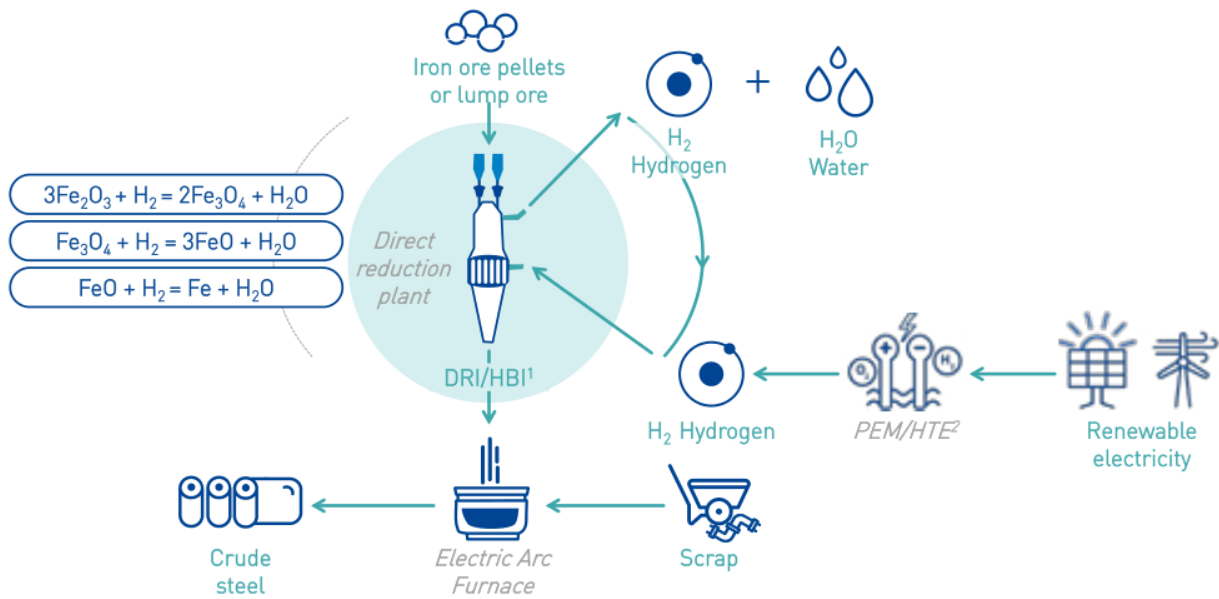 Iron ore pellets
or lump ore
H₂
Hydrogen
+
H₂O
Water
3Fe₂O₃ + H₂ = 2Fe₃O₄ + H₂O
Fe₃O₄ + H₂ = 3FeO + H₂O
FeO + H₂ = Fe + H₂O
Direct
reduction
plant
DRI/HBI¹
H₂ Hydrogen
+
−
O₂
H₂
PEM/HTE²
Renewable
electricity
Crude
steel
Electric Arc
Furnace
Scrap